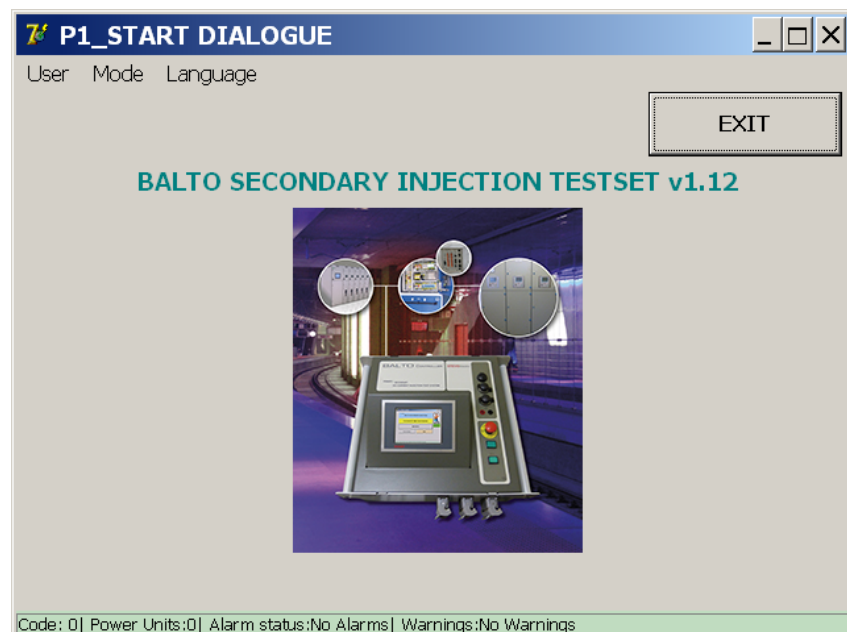 P1_START DIALOGUE
User Mode Language
EXIT
BALTO SECONDARY INJECTION TESTSET v1.12
BALTO
Code: 0| Power Units:0| Alarm status:No Alarms| Warnings:No Warnings